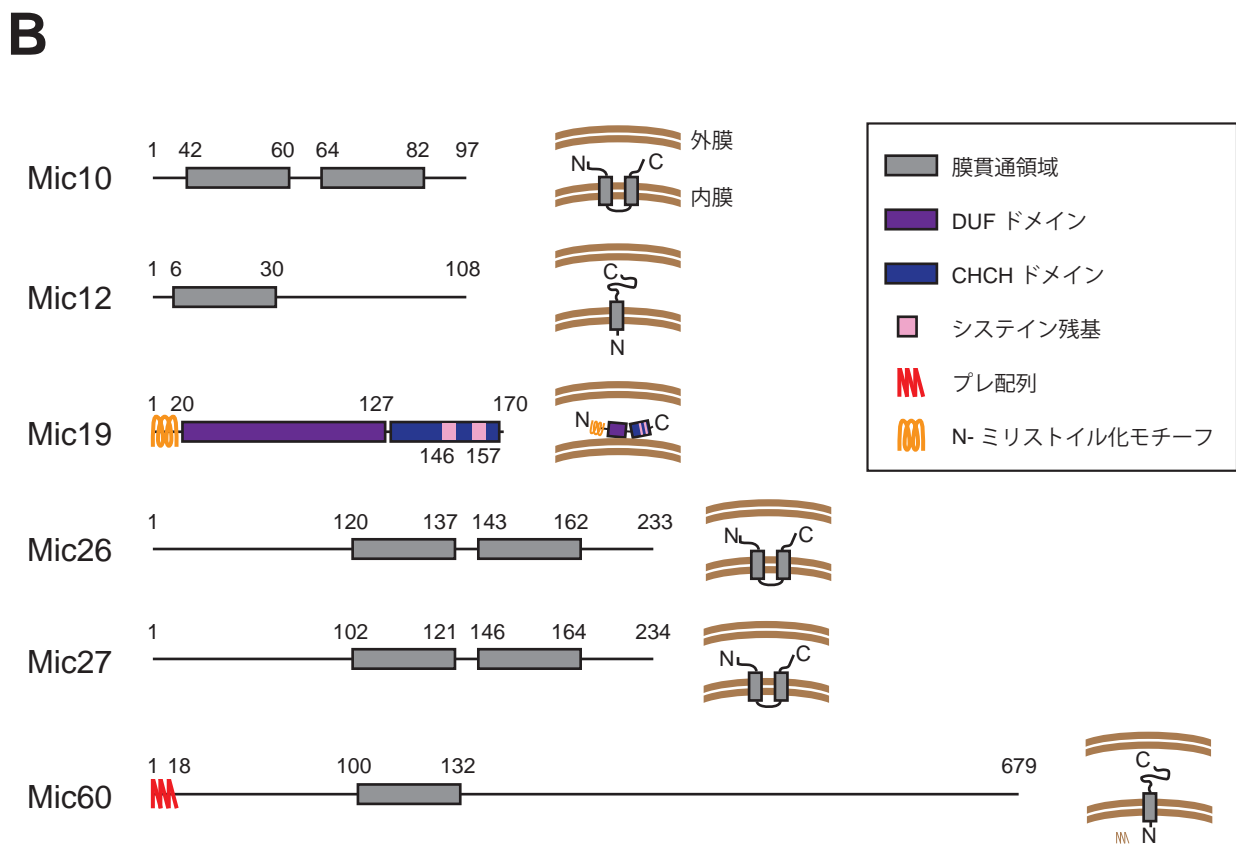 B
1 42 60 64 82 97
Mic10
N C
外膜
内膜
1 6 30 108
Mic12
C
N
1 20 127 170
Mic19
146 157
N C
1 120 137 143 162 233
Mic26
N C
1 102 121 146 164 234
Mic27
N C
1 18 100 132 679
Mic60
C
N
膜貫通領域
DUF ドメイン
CHCH ドメイン
システイン残基
プレ配列
N- ミリストイル化モチーフ